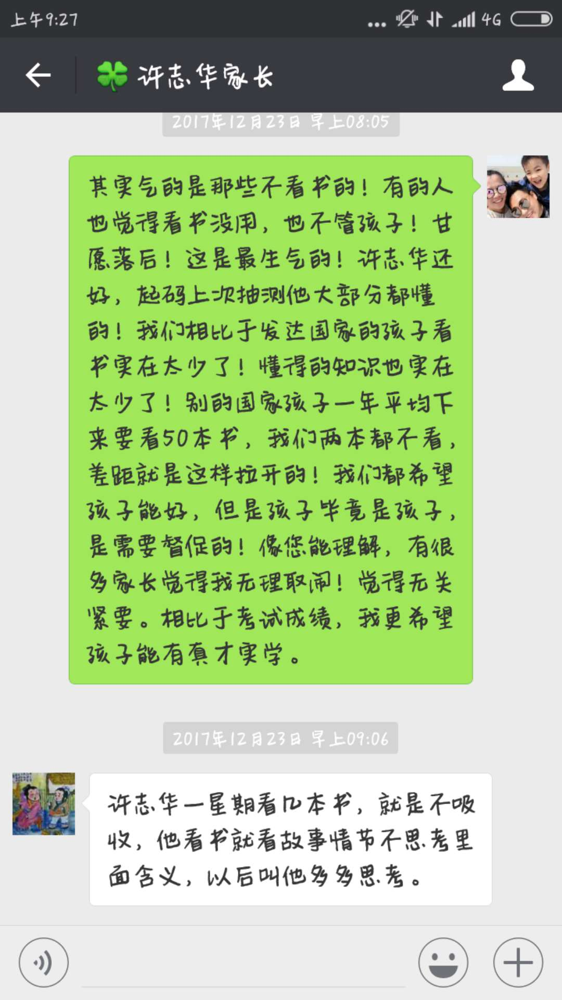 上午9:27
4G
许志华家长
2017年12月23日 早上08:05
其实气的是那些不看书的！有的人
也觉得看书没用，也不管孩子！甘
愿落后！这是最生气的！许志华还
好，起码上次抽测他大部分都懂
的！我们相比于发达国家的孩子看
书实在太少了！懂得的知识也实在
太少了！别的国家孩子一年平均下
来要看50本书，我们两本都不看，
差距就是这样拉开的！我们都希望
孩子能好，但是孩子毕竟是孩子，
是需要督促的！像您能理解，有很
多家长觉得我无理取闹！觉得无关
紧要。相比于考试成绩，我更希望
孩子能有真才实学。
2017年12月23日 早上09:06
许志华一星期看几本书，就是不吸
收，他看书就看故事情节不思考里
面含义，以后叫他多多思考。